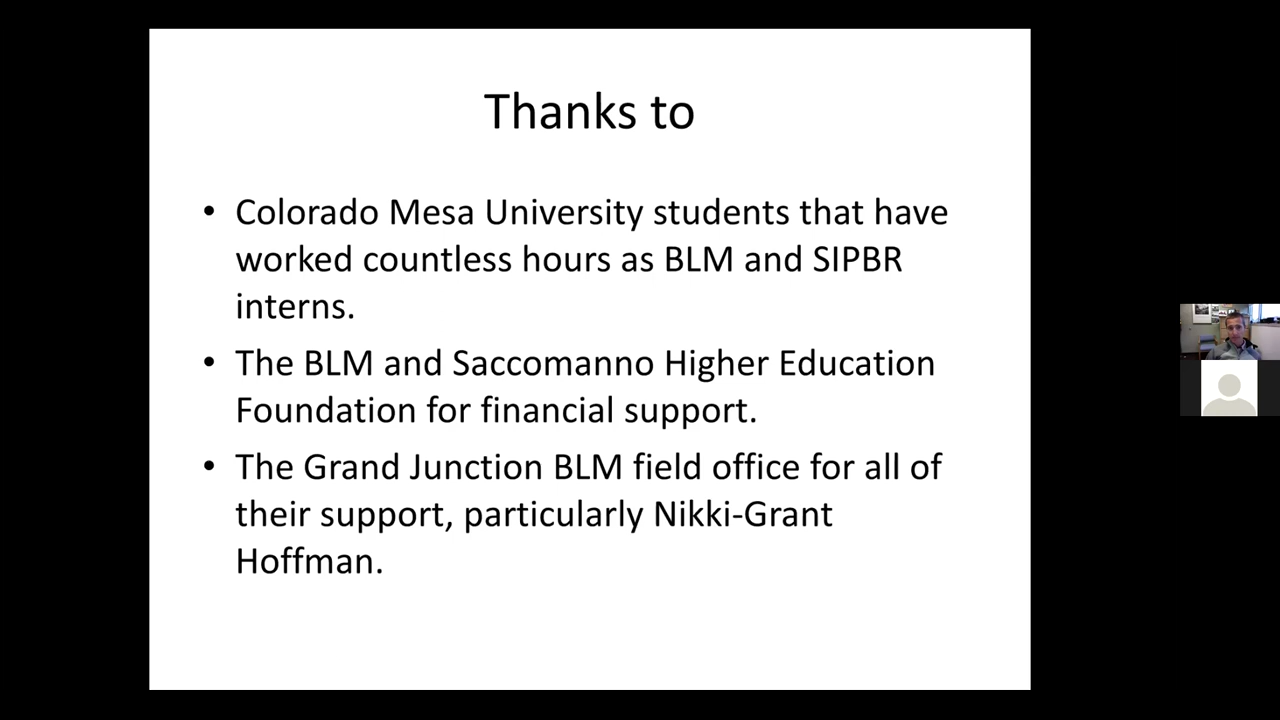 Thanks to
• Colorado Mesa University students that have
worked countless hours as BLM and SIPBR
interns.
• The BLM and Saccomanno Higher Education
Foundation for financial support.
• The Grand Junction BLM field office for all of
their support, particularly Nikki-Grant
Hoffman.